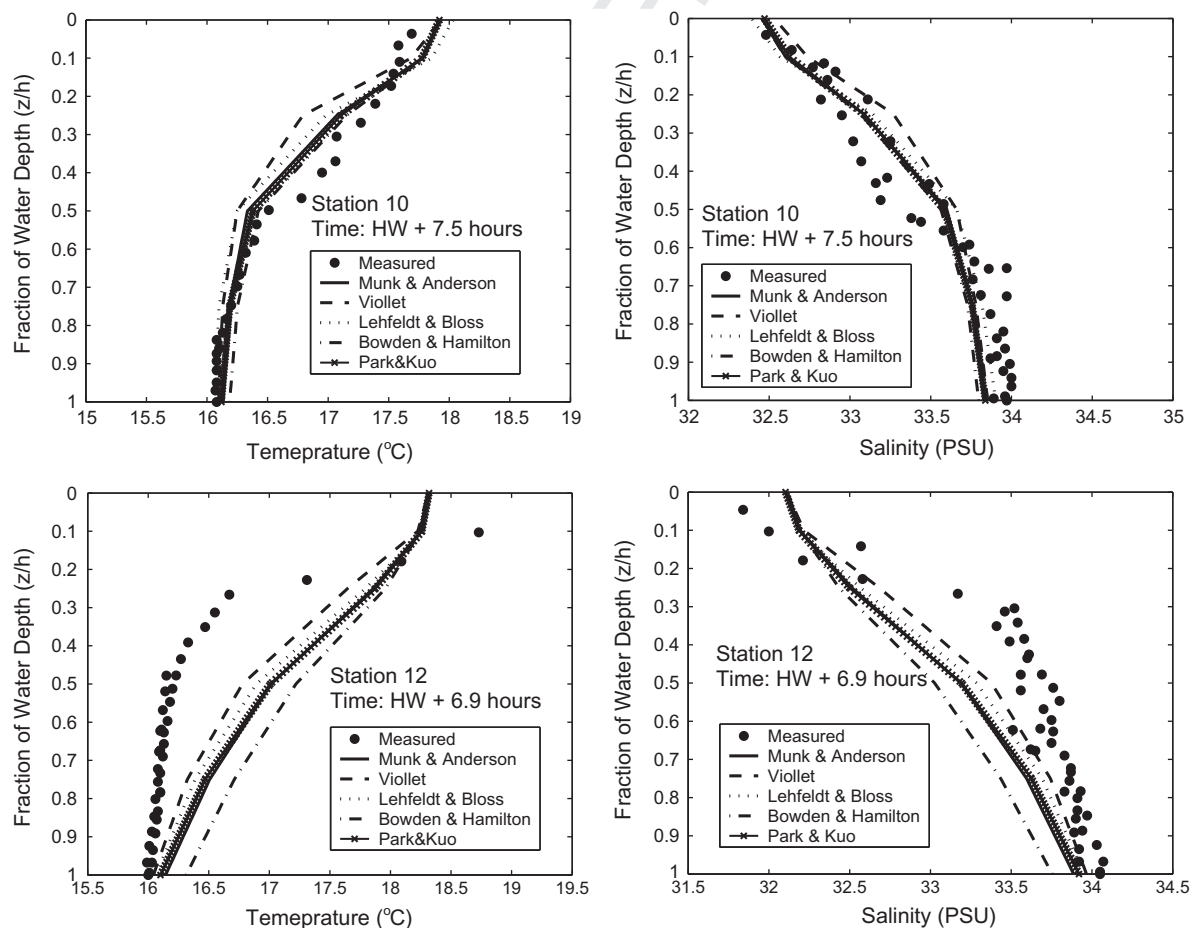 0
0.1
0.2
0.3
0.4
0.5
0.6
0.7
0.8
0.9
1
Fraction of Water Depth (z/h)
Station 10
Time: HW + 7.5 hours
Measured
Munk & Anderson
Viollet
Lehfeldt & Bloss
Bowden & Hamilton
Park&Kuo
15 15.5 16 16.5 17 17.5 18 18.5 19
Temeprature (°C)
0
0.1
0.2
0.3
0.4
0.5
0.6
0.7
0.8
0.9
1
Fraction of Water Depth (z/h)
Station 10
Time: HW + 7.5 hours
Measured
Munk & Anderson
Viollet
Lehfeldt & Bloss
Bowden & Hamilton
Park & Kuo
32 32.5 33 33.5 34 34.5 35
Salinity (PSU)
0
0.1
0.2
0.3
0.4
0.5
0.6
0.7
0.8
0.9
1
Fraction of Water Depth (z/h)
Station 12
Time: HW + 6.9 hours
Measured
Munk & Anderson
Viollet
Lehfeldt & Bloss
Bowden & Hamilton
Park&Kuo
15.5 16 16.5 17 17.5 18 18.5 19 19.5
Temeprature (°C)
0
0.1
0.2
0.3
0.4
0.5
0.6
0.7
0.8
0.9
1
Fraction of Water Depth (z/h)
Station 12
Time: HW + 6.9 hours
Measured
Munk & Anderson
Viollet
Lehfeldt & Bloss
Bowden & Hamilton
Park & Kuo
31.5 32 32.5 33 33.5 34 34.5
Salinity (PSU)